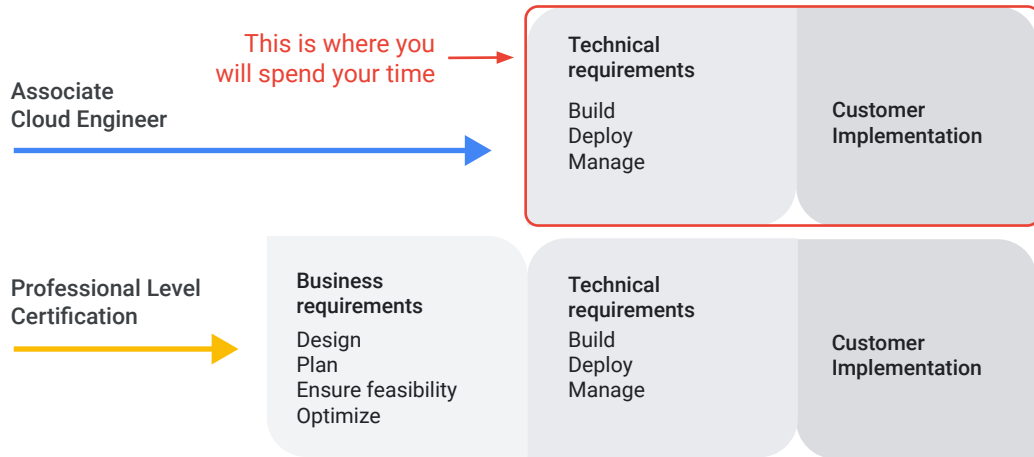 This is where you
will spend your time
Associate
Cloud Engineer
Technical
requirements
Build
Deploy
Manage
Customer
Implementation
Professional Level
Certification
Business
requirements
Design
Plan
Ensure feasibility
Optimize
Technical
requirements
Build
Deploy
Manage
Customer
Implementation